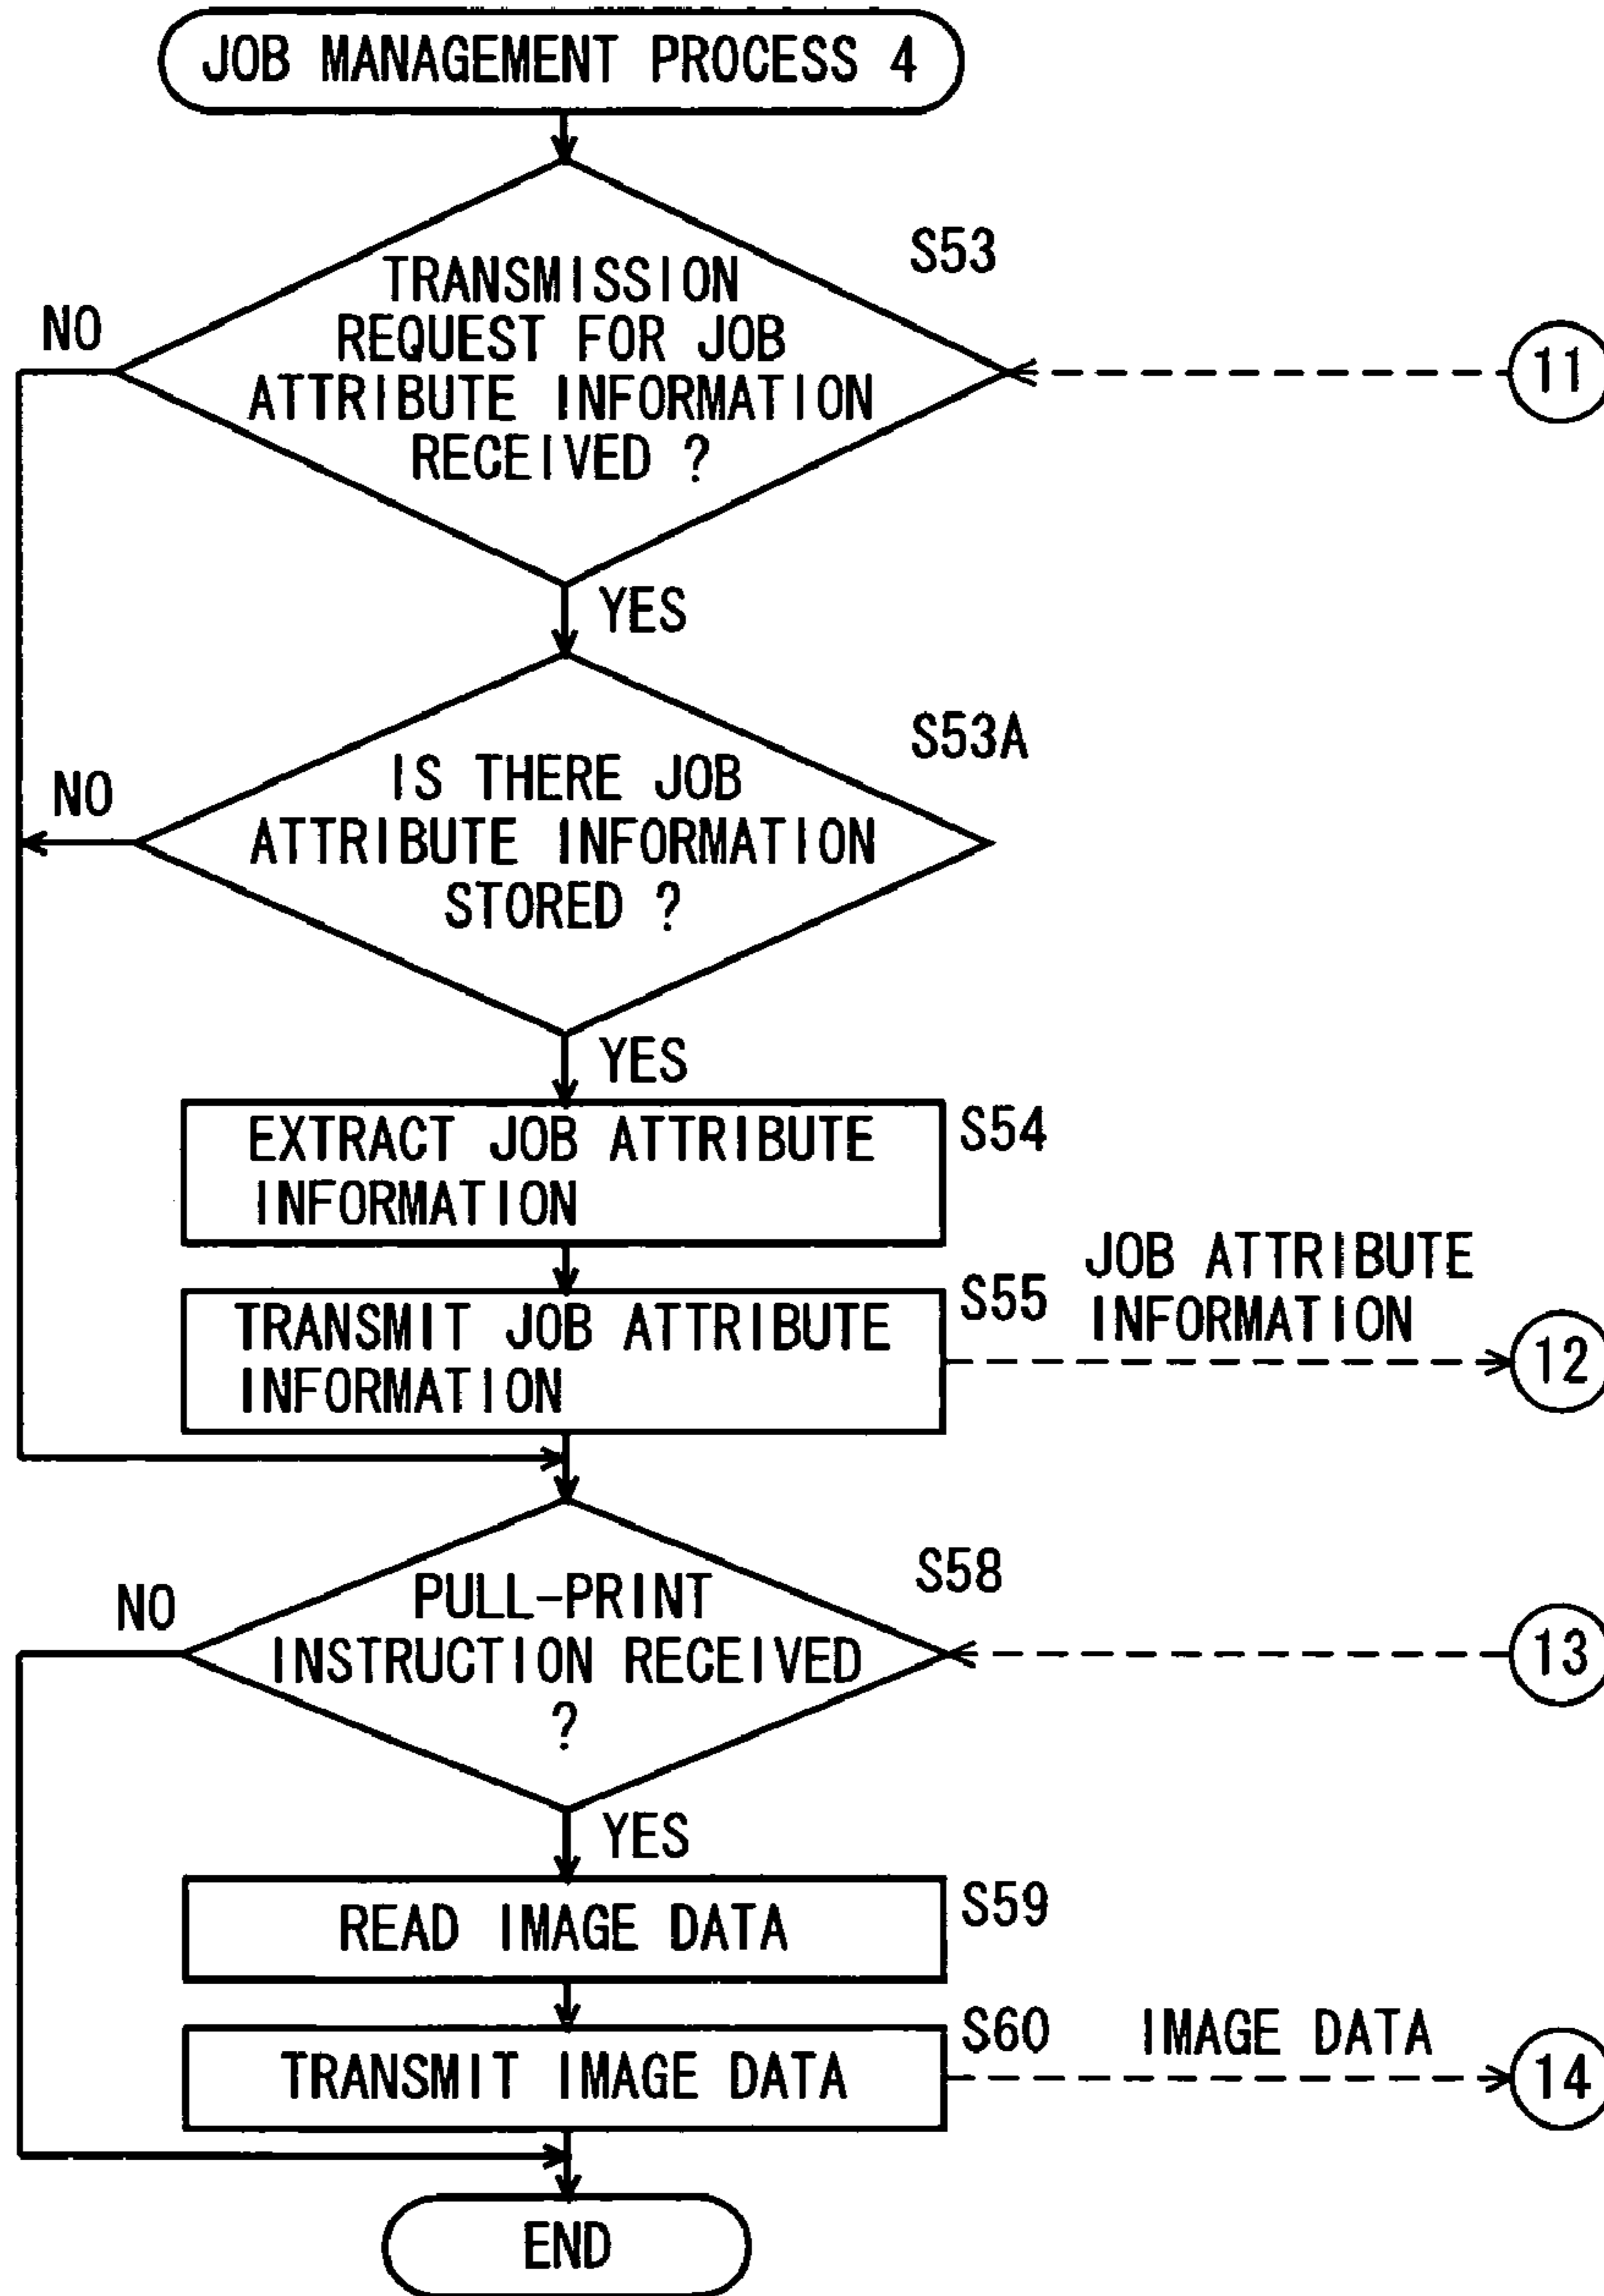 JOB MANAGEMENT PROCESS 4
S53
TRANSMISSION
REQUEST FOR JOB
ATTRIBUTE INFORMATION
RECEIVED ?
NO
11
YES
S53A
IS THERE JOB
ATTRIBUTE INFORMATION
STORED ?
NO
YES
EXTRACT JOB ATTRIBUTE
INFORMATION
S54
TRANSMIT JOB ATTRIBUTE
INFORMATION
S55
JOB ATTRIBUTE
INFORMATION
12
S58
PULL-PRINT
INSTRUCTION RECEIVED
?
NO
13
YES
READ IMAGE DATA
S59
TRANSMIT IMAGE DATA
S60
IMAGE DATA
14
END